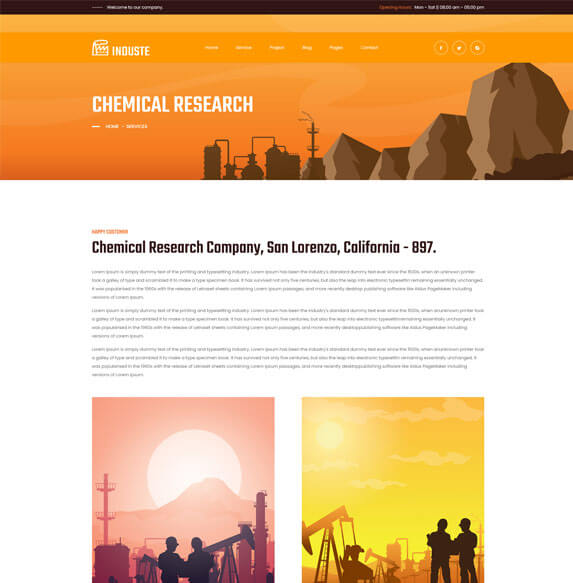 Welcome to our company.
Opening Hours: Mon - Sat || 08.00 am - 05.00 pm
INDUSTE
Home Service Project Blog Pages Contact
CHEMICAL RESEARCH
HOME - SERVICES
HAPPY CUSTOMER
Chemical Research Company, San Lorenzo, California - 897.
Lorem Ipsum is simply dummy text of the printing and typesetting industry. Lorem Ipsum has been the industry's standard dummy text ever since the 1500s, when an unknown printer
took a galley of type and scrambled it to make a type specimen book. It has survived not only five centuries, but also the leap into electronic typesetting, remaining essentially unchanged.
It was popularised in the 1960s with the release of Letraset sheets containing Lorem Ipsum passages, and more recently desktop publishing software like Aldus PageMaker including
versions of Lorem Ipsum.
Lorem Ipsum is simply dummy text of the printing and typesetting industry. Lorem Ipsum has been the industry's standard dummy text ever since the 1500s, when anunknown printer
took a galley of type and scrambled it to make a type specimen book. It has survived not only five centuries, but also the leap into electronic typesetting remaining essentially unchanged. It
was popularised in the 1960s with the release of Letraset sheets containing Lorem Ipsum passages, and more recently desktoppublishing software like Aldus PageMaker including
versions of Lorem Ipsum.
Lorem Ipsum is simply dummy text of the printing and typesetting industry. Lorem Ipsum has been the industry's standard dummy text ever since the 1500s, when anunknown printer
took a galley of type and scrambled it to make a type specimen book. It has survived not only five centuries, but also the leap into electronic typesetting remaining essentially unchanged. It
was popularised in the 1960s with the release of Letraset sheets containing Lorem Ipsum passages, and more recently desktoppublishing software like Aldus PageMaker including
versions of Lorem Ipsum.